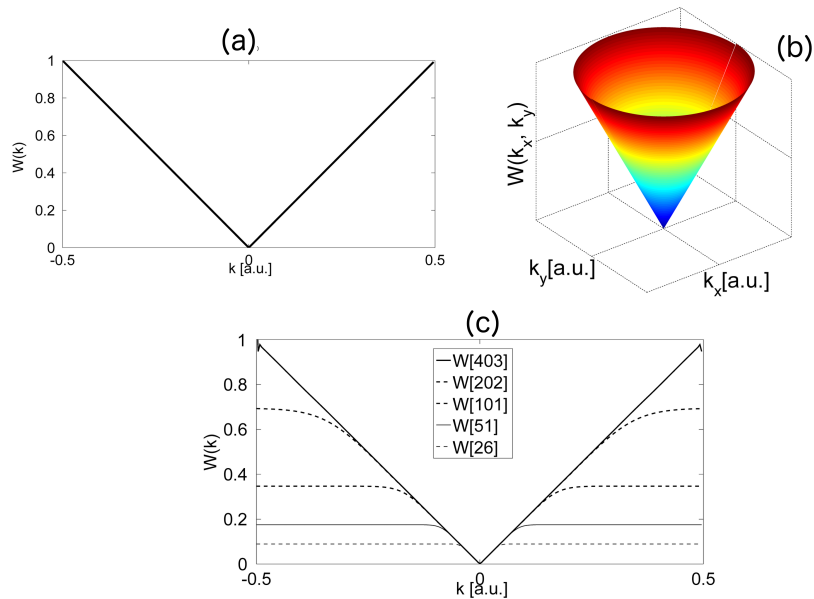 (a)
1
0.8
0.6
0.4
0.2
0
W(k)
-0.5
0
0.5
k [a.u.]
(b)
W(kx, ky)
ky[a.u.]
kx[a.u.]
(c)
1
0.8
0.6
0.4
0.2
0
W(k)
W[403]
W[202]
W[101]
W[51]
W[26]
-0.5
0
0.5
k [a.u.]